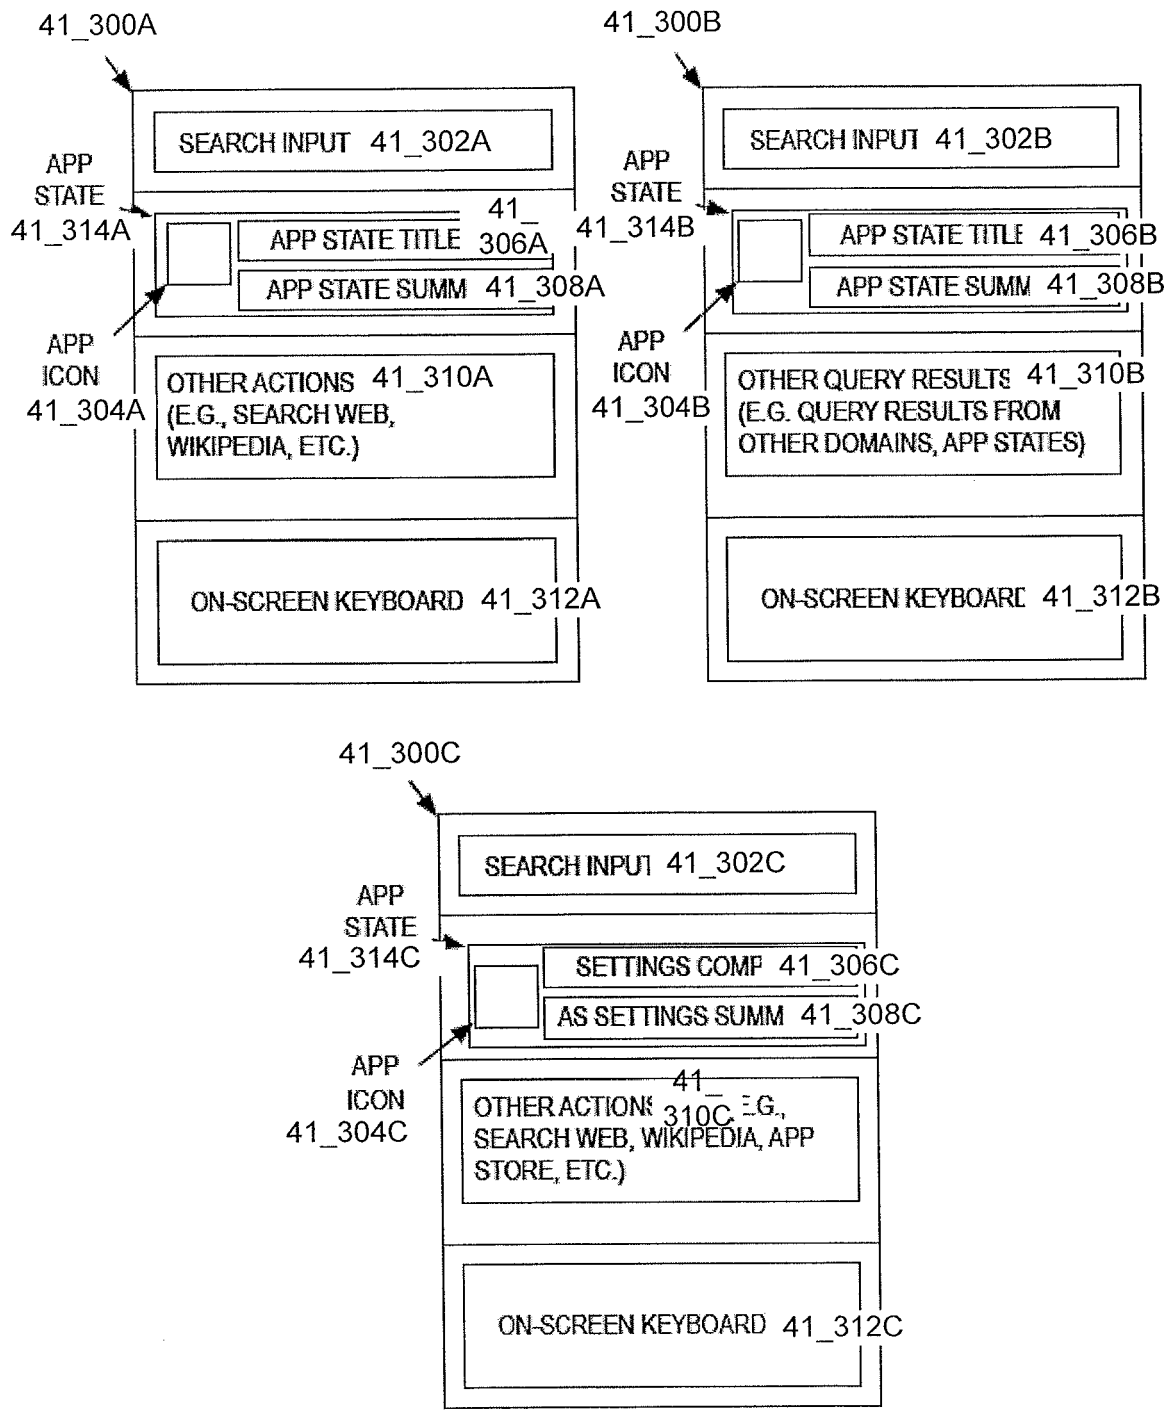 41_300A
SEARCH INPUT 41_302A
APP
STATE
41_314A
APP STATE TITLE 41_
306A
APP STATE SUMM 41_308A
APP
ICON
41_304A
OTHER ACTIONS 41_310A
(E.G., SEARCH WEB,
WIKIPEDIA, ETC.)
ON-SCREEN KEYBOARD 41_312A
41_300B
SEARCH INPUT 41_302B
APP
STATE
41_314B
APP STATE TITLE 41_306B
APP STATE SUMM 41_308B
APP
ICON
41_304B
OTHER QUERY RESULTS 41_310B
(E.G. QUERY RESULTS FROM
OTHER DOMAINS, APP STATES)
ON-SCREEN KEYBOARD 41_312B
41_300C
SEARCH INPUT 41_302C
APP
STATE
41_314C
SETTINGS COMP 41_306C
AS SETTINGS SUMM 41_308C
APP
ICON
41_304C
41_
OTHER ACTIONS 310C E.G.,
SEARCH WEB, WIKIPEDIA, APP
STORE, ETC.)
ON-SCREEN KEYBOARD 41_312C